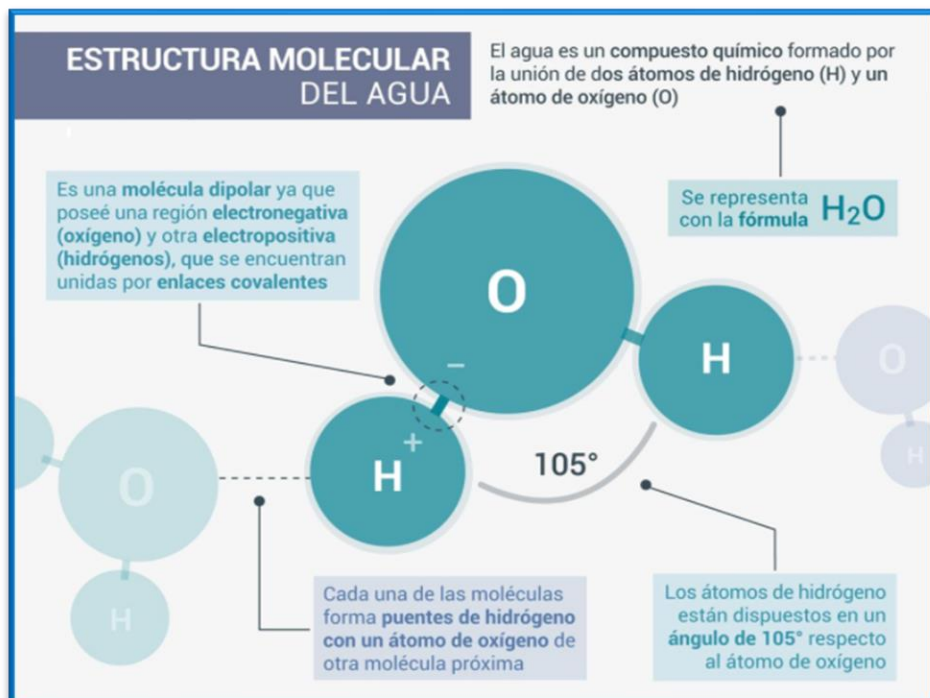 ESTRUCTURA MOLECULAR
DEL AGUA
El agua es un compuesto químico formado por
la unión de dos átomos de hidrógeno (H) y un
átomo de oxígeno (O)
Es una molécula dipolar ya que
poseé una región electronegativa
(oxígeno) y otra electropositiva
(hidrógenos), que se encuentran
unidas por enlaces covalentes
Se representa
con la fórmula H₂O
O
H
O
H
−
+
H
105°
O
H
Cada una de las moléculas
forma puentes de hidrógeno
con un átomo de oxígeno de
otra molécula próxima
Los átomos de hidrógeno
están dispuestos en un
ángulo de 105° respecto
al átomo de oxígeno